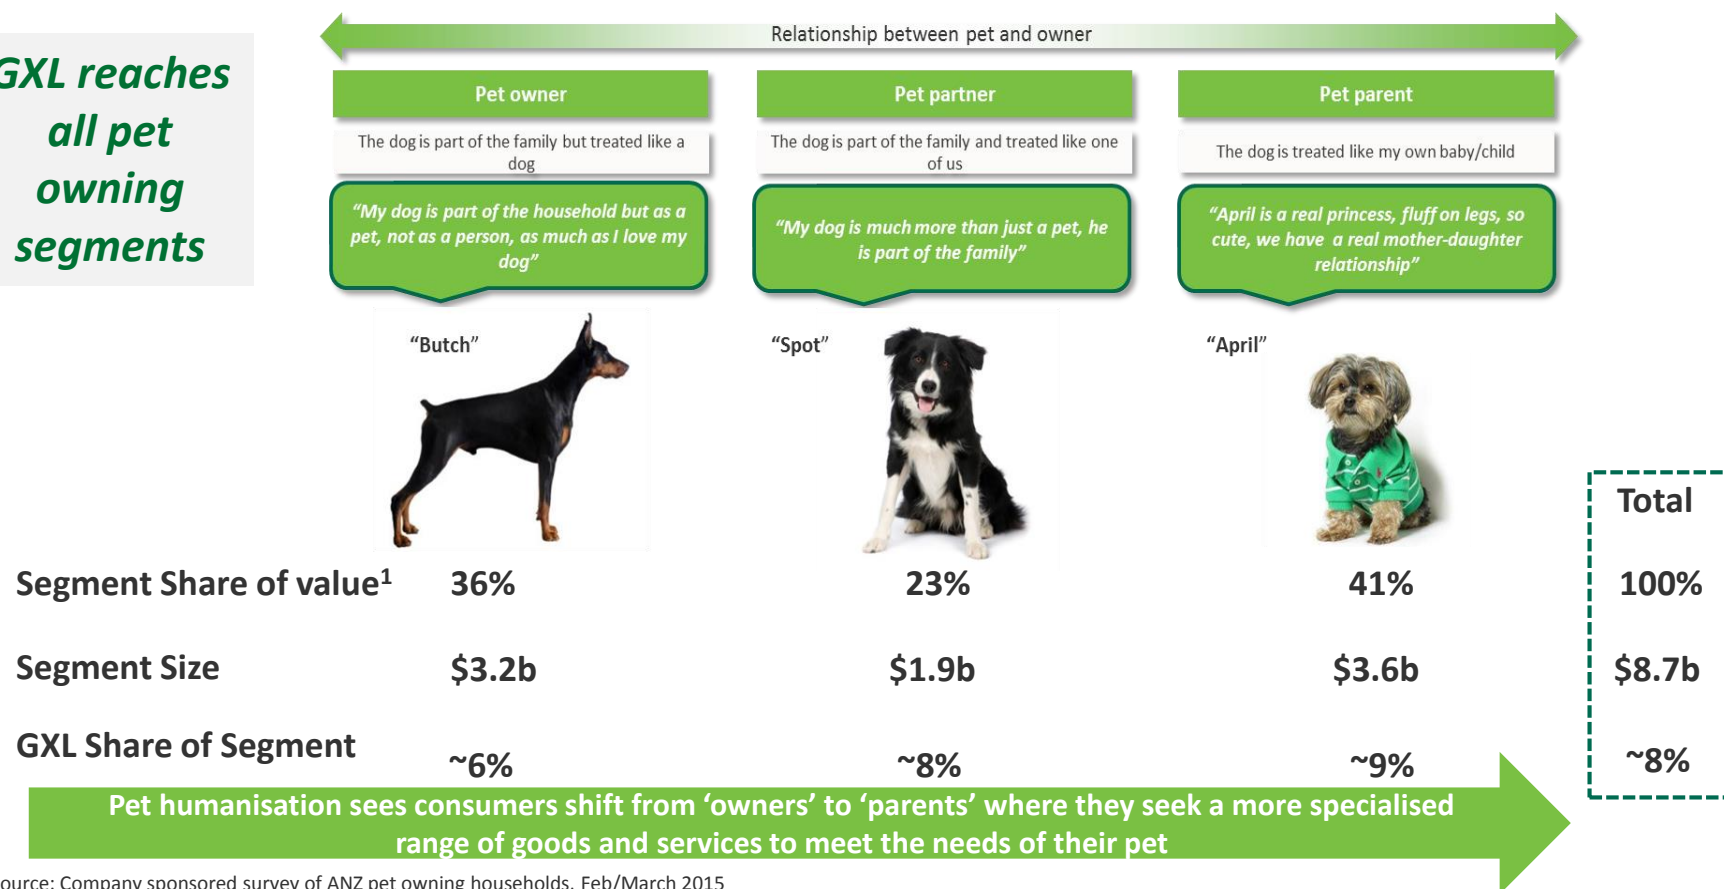 GXL reaches
all pet
owning
segments
Relationship between pet and owner
Pet owner
Pet partner
Pet parent
The dog is part of the family but treated like a
dog
The dog is part of the family and treated like one
of us
The dog is treated like my own baby/child
“My dog is part of the household but as a
pet, not as a person, as much as I love my
dog”
“My dog is much more than just a pet, he
is part of the family”
“April is a real princess, fluff on legs, so
cute, we have a real mother-daughter
relationship”
“Butch”
“Spot”
“April”
Total
Segment Share of value1 36% 23% 41% 100%
Segment Size $3.2b $1.9b $3.6b $8.7b
GXL Share of Segment ~6% ~8% ~9% ~8%
Pet humanisation sees consumers shift from ‘owners’ to ‘parents’ where they seek a more specialised
range of goods and services to meet the needs of their pet
ource: Company sponsored survey of ANZ pet owning households, Feb/March 2015